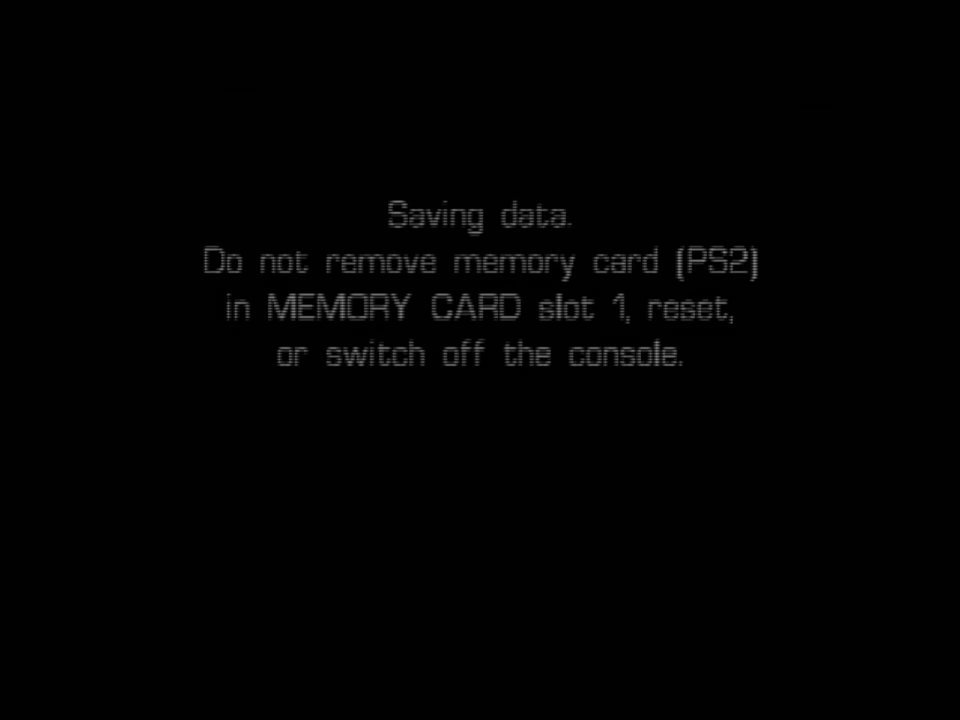 Saving data.
Do not remove memory card (PS2)
in MEMORY CARD slot 1, reset,
or switch off the console.